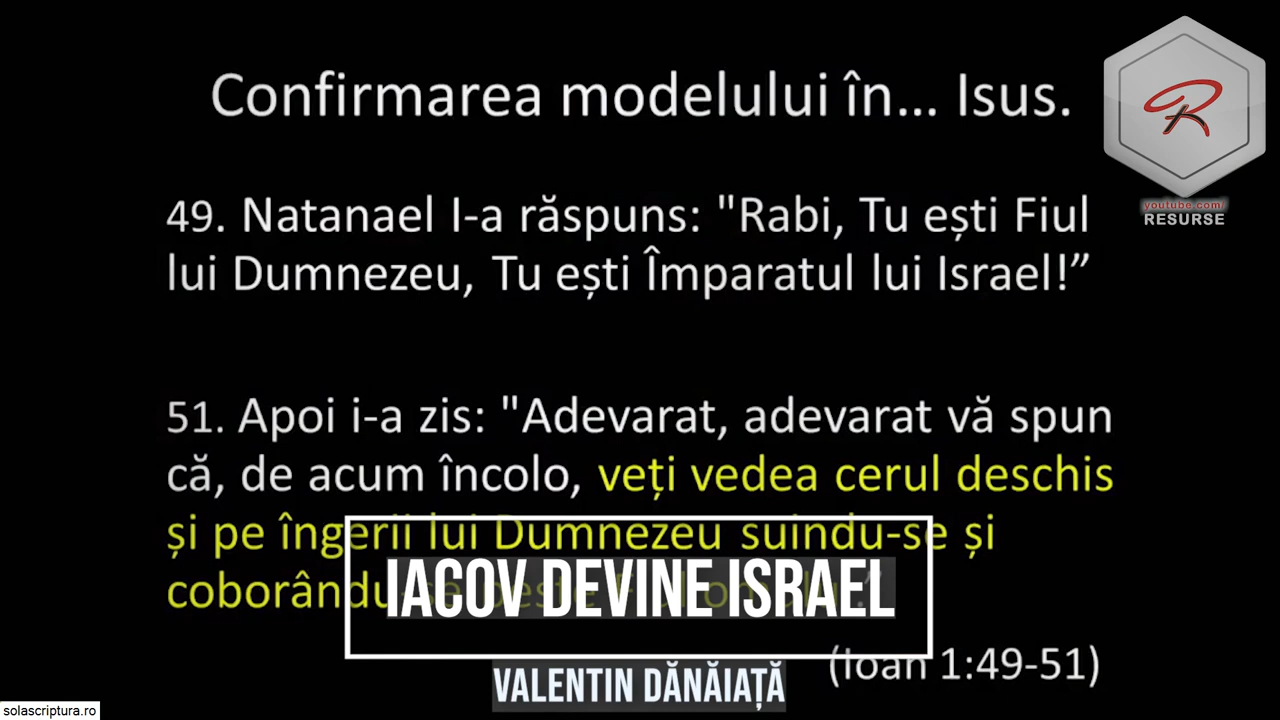 Confirmarea modelului în... Isus.
youtube.com/
RESURSE
49. Natanael I-a răspuns: "Rabi, Tu ești Fiul
lui Dumnezeu, Tu ești Împaratul lui Israel!”
51. Apoi i-a zis: "Adevarat, adevarat vă spun
că, de acum încolo, veți vedea cerul deschis
și pe îngerii lui Dumnezeu suindu-se și
coborându-se peste
IACOV DEVINE ISRAEL
(Ioan 1:49-51)
VALENTIN DĂNĂIAȚĂ
solascriptura.ro